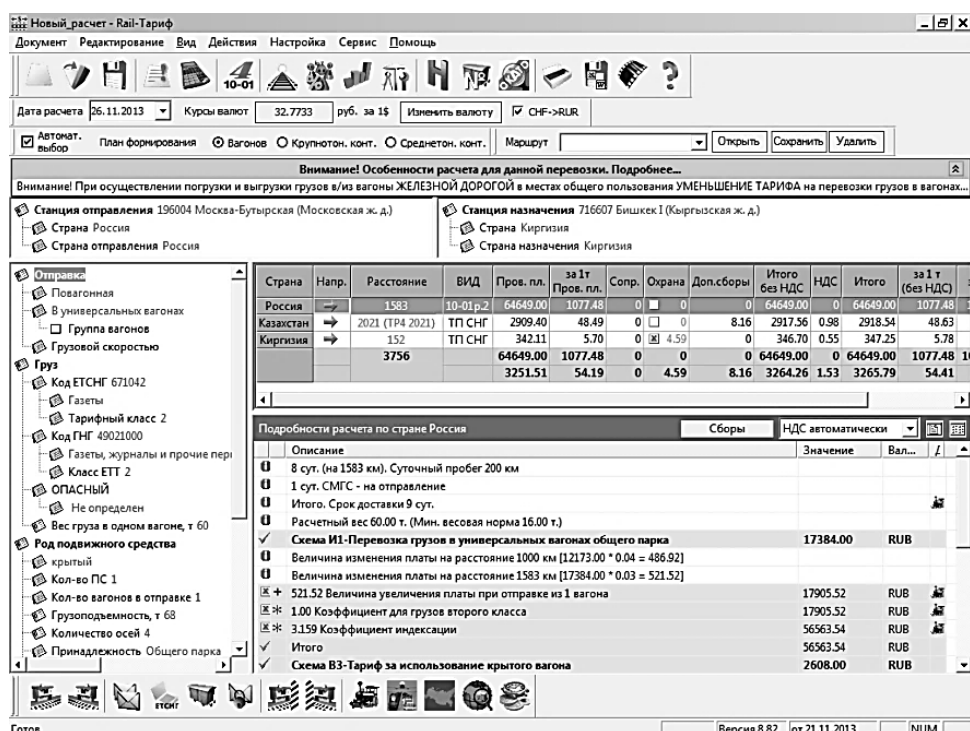 Новый_расчет - Rail-Тариф
Документ Редактирование Вид Действия Настройка Сервис Помощь
10-01
Дата расчета 26.11.2013 Курсы валют 32.7733 руб. за 1$ Изменить валюту CHF->RUR
Автомат. выбор План формирования Вагонов Крупнотон. конт. Среднетон. конт. Маршрут Открыть Сохранить Удалить
Внимание! Особенности расчета для данной перевозки. Подробнее...
Внимание! При осуществлении погрузки и выгрузки грузов в/из вагоны ЖЕЛЕЗНОЙ ДОРОГОЙ в местах общего пользования УМЕНЬШЕНИЕ ТАРИФА на перевозки грузов в вагонах...
Станция отправления 196004 Москва-Бутырская (Московская ж. д.)
Страна Россия
Страна отправления Россия
Станция назначения 716607 Бишкек I (Кыргызская ж. д.)
Страна Киргизия
Страна назначения Киргизия
Отправка
Повагонная
В универсальных вагонах
Группа вагонов
Грузовой скоростью
Груз
Код ЕТСНГ 671042
Газеты
Тарифный класс 2
Код ГНГ 49021000
Газеты, журналы и прочие пери
Класс ЕТТ 2
ОПАСНЫЙ
Не определен
Вес груза в одном вагоне, т 60
Род подвижного средства
крытый
Кол-во ПС 1
Кол-во вагонов в отправке 1
Грузоподъемность, т 68
Количество осей 4
Принадлежность Общего парка
Страна Напр. Расстояние ВИД Пров. пл. за 1т Пров. пл. Сопр. Охрана Доп.сборы Итого без НДС НДС Итого за 1 т (без НДС)
Россия 1583 10-01р.2 64649.00 1077.48 0 0 0 64649.00 0 64649.00 1077.48
Казахстан 2021 (ТР4 2021) ТП СНГ 2909.40 48.49 0 0 8.16 2917.56 0.98 2918.54 48.63
Киргизия 152 ТП СНГ 342.11 5.70 0 4.59 0 346.70 0.55 347.25 5.78
3756 64649.00 1077.48 0 0 0 64649.00 0 64649.00 1077.48 10
3251.51 54.19 0 4.59 8.16 3264.26 1.53 3265.79 54.41
Подробности расчета по стране Россия Сборы НДС автоматически
Описание Значение Вал...
8 сут. (на 1583 км). Суточный пробег 200 км
1 сут. СМГС - на отправление
Итого. Срок доставки 9 сут.
Расчетный вес 60.00 т. (Мин. весовая норма 16.00 т.)
Схема И1-Перевозка грузов в универсальных вагонах общего парка 17384.00 RUB
Величина изменения платы на расстояние 1000 км [12173.00 * 0.04 = 486.92]
Величина изменения платы на расстояние 1583 км [17384.00 * 0.03 = 521.52]
+ 521.52 Величина увеличения платы при отправке из 1 вагона 17905.52 RUB
* 1.00 Коэффициент для грузов второго класса 17905.52 RUB
* 3.159 Коэффициент индексации 56563.54 RUB
Итого 56563.54 RUB
Схема В3-Тариф за использование крытого вагона 2608.00 RUB
ЕТСНГ
Готов Версия 8.82 от 21.11.2013 NUM